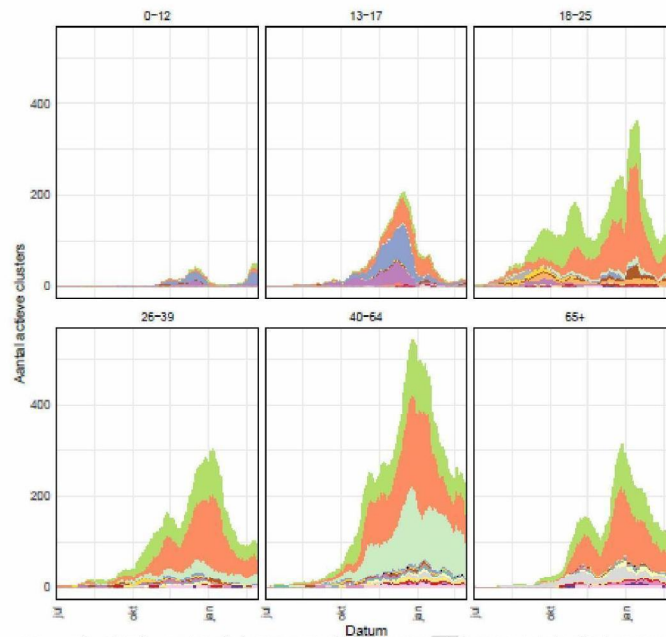 0-12
13-17
18-25
400
200
0
26-39
40-64
65+
400
200
0
Aantal actieve clusters
jul
okt
jan,
jul
okt
jan,
jul
okt
jan,
Datum